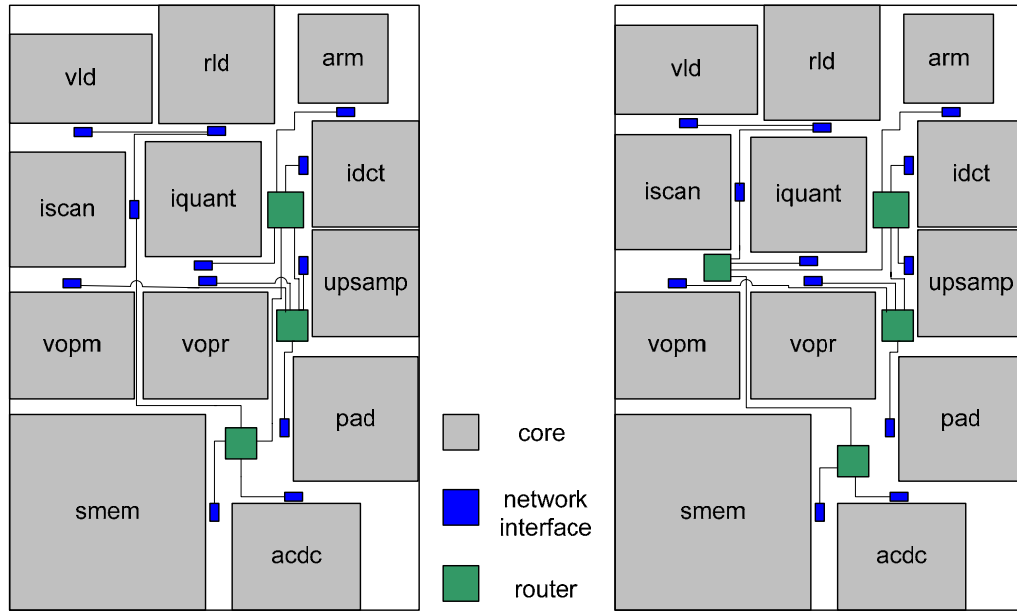 vld
rld
arm
iscan
iquant
idct
upsamp
vopm
vopr
pad
smem
acdc
core
network
interface
router
vld
rld
arm
iscan
iquant
idct
upsamp
vopm
vopr
pad
smem
acdc